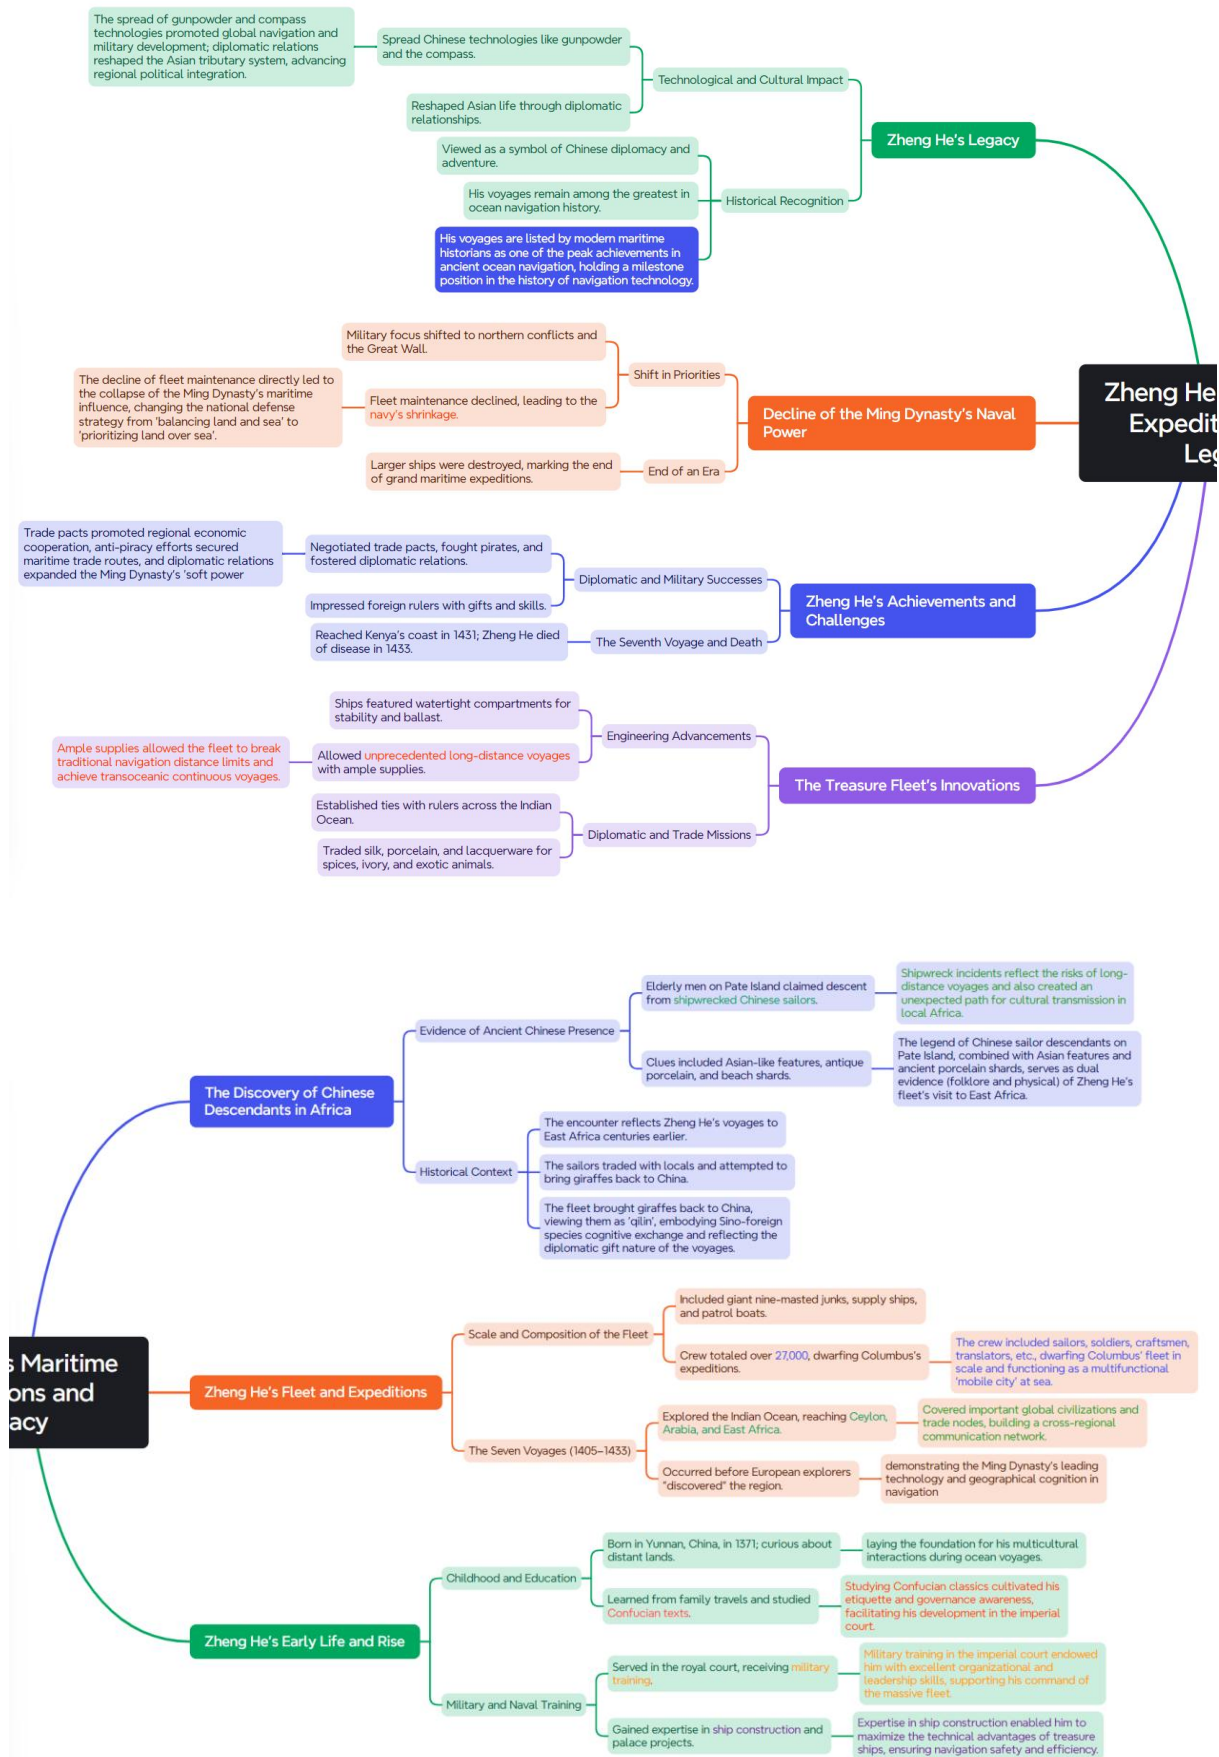 The spread of gunpowder and compass
technologies promoted global navigation and
military development; diplomatic relations
reshaped the Asian tributary system, advancing
regional political integration.
Spread Chinese technologies like gunpowder
and the compass.
Technological and Cultural Impact
Reshaped Asian life through diplomatic
relationships.
Zheng He's Legacy
Viewed as a symbol of Chinese diplomacy and
adventure.
His voyages remain among the greatest in
ocean navigation history.
Historical Recognition
His voyages are listed by modern maritime
historians as one of the peak achievements in
ancient ocean navigation, holding a milestone
position in the history of navigation technology.
Military focus shifted to northern conflicts and
the Great Wall.
Shift in Priorities
The decline of fleet maintenance directly led to
the collapse of the Ming Dynasty's maritime
influence, changing the national defense
strategy from 'balancing land and sea' to
'prioritizing land over sea'.
Fleet maintenance declined, leading to the
navy's shrinkage.
Decline of the Ming Dynasty's Naval
Power
Larger ships were destroyed, marking the end
of grand maritime expeditions.
End of an Era
Zheng He
Expedit
Leg
Trade pacts promoted regional economic
cooperation, anti-piracy efforts secured
maritime trade routes, and diplomatic relations
expanded the Ming Dynasty's 'soft power
Negotiated trade pacts, fought pirates, and
fostered diplomatic relations.
Diplomatic and Military Successes
Impressed foreign rulers with gifts and skills.
Zheng He's Achievements and
Challenges
Reached Kenya's coast in 1431; Zheng He died
of disease in 1433.
The Seventh Voyage and Death
Ships featured watertight compartments for
stability and ballast.
Engineering Advancements
Ample supplies allowed the fleet to break
traditional navigation distance limits and
achieve transoceanic continuous voyages.
Allowed unprecedented long-distance voyages
with ample supplies.
The Treasure Fleet's Innovations
Established ties with rulers across the Indian
Ocean.
Diplomatic and Trade Missions
Traded silk, porcelain, and lacquerware for
spices, ivory, and exotic animals.
Elderly men on Pate Island claimed descent
from shipwrecked Chinese sailors.
Shipwreck incidents reflect the risks of long-
distance voyages and also created an
unexpected path for cultural transmission in
local Africa.
Evidence of Ancient Chinese Presence
Clues included Asian-like features, antique
porcelain, and beach shards.
The legend of Chinese sailor descendants on
Pate Island, combined with Asian features and
ancient porcelain shards, serves as dual
evidence (folklore and physical) of Zheng He's
fleet's visit to East Africa.
The Discovery of Chinese
Descendants in Africa
The encounter reflects Zheng He's voyages to
East Africa centuries earlier.
Historical Context
The sailors traded with locals and attempted to
bring giraffes back to China.
The fleet brought giraffes back to China,
viewing them as 'qilin', embodying Sino-foreign
species cognitive exchange and reflecting the
diplomatic gift nature of the voyages.
Included giant nine-masted junks, supply ships,
and patrol boats.
Scale and Composition of the Fleet
Crew totaled over 27,000, dwarfing Columbus's
expeditions.
The crew included sailors, soldiers, craftsmen,
translators, etc., dwarfing Columbus' fleet in
scale and functioning as a multifunctional
'mobile city' at sea.
s Maritime
ons and
acy
Zheng He's Fleet and Expeditions
Explored the Indian Ocean, reaching Ceylon,
Arabia, and East Africa.
Covered important global civilizations and
trade nodes, building a cross-regional
communication network.
The Seven Voyages (1405–1433)
Occurred before European explorers
"discovered" the region.
demonstrating the Ming Dynasty's leading
technology and geographical cognition in
navigation
Born in Yunnan, China, in 1371; curious about
distant lands.
laying the foundation for his multicultural
interactions during ocean voyages.
Childhood and Education
Learned from family travels and studied
Confucian texts.
Studying Confucian classics cultivated his
etiquette and governance awareness,
facilitating his development in the imperial
court.
Zheng He's Early Life and Rise
Served in the royal court, receiving military
training.
Military training in the imperial court endowed
him with excellent organizational and
leadership skills, supporting his command of
the massive fleet.
Military and Naval Training
Gained expertise in ship construction and
palace projects.
Expertise in ship construction enabled him to
maximize the technical advantages of treasure
ships, ensuring navigation safety and efficiency.